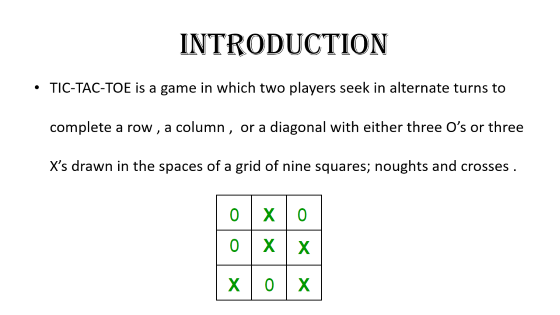 INTRODUCTION
• TIC-TAC-TOE is a game in which two players seek in alternate turns to
complete a row , a column ,  or a diagonal with either three O’s or three
X’s drawn in the spaces of a grid of nine squares; noughts and crosses .
0 X 0
0 X X
X 0 X